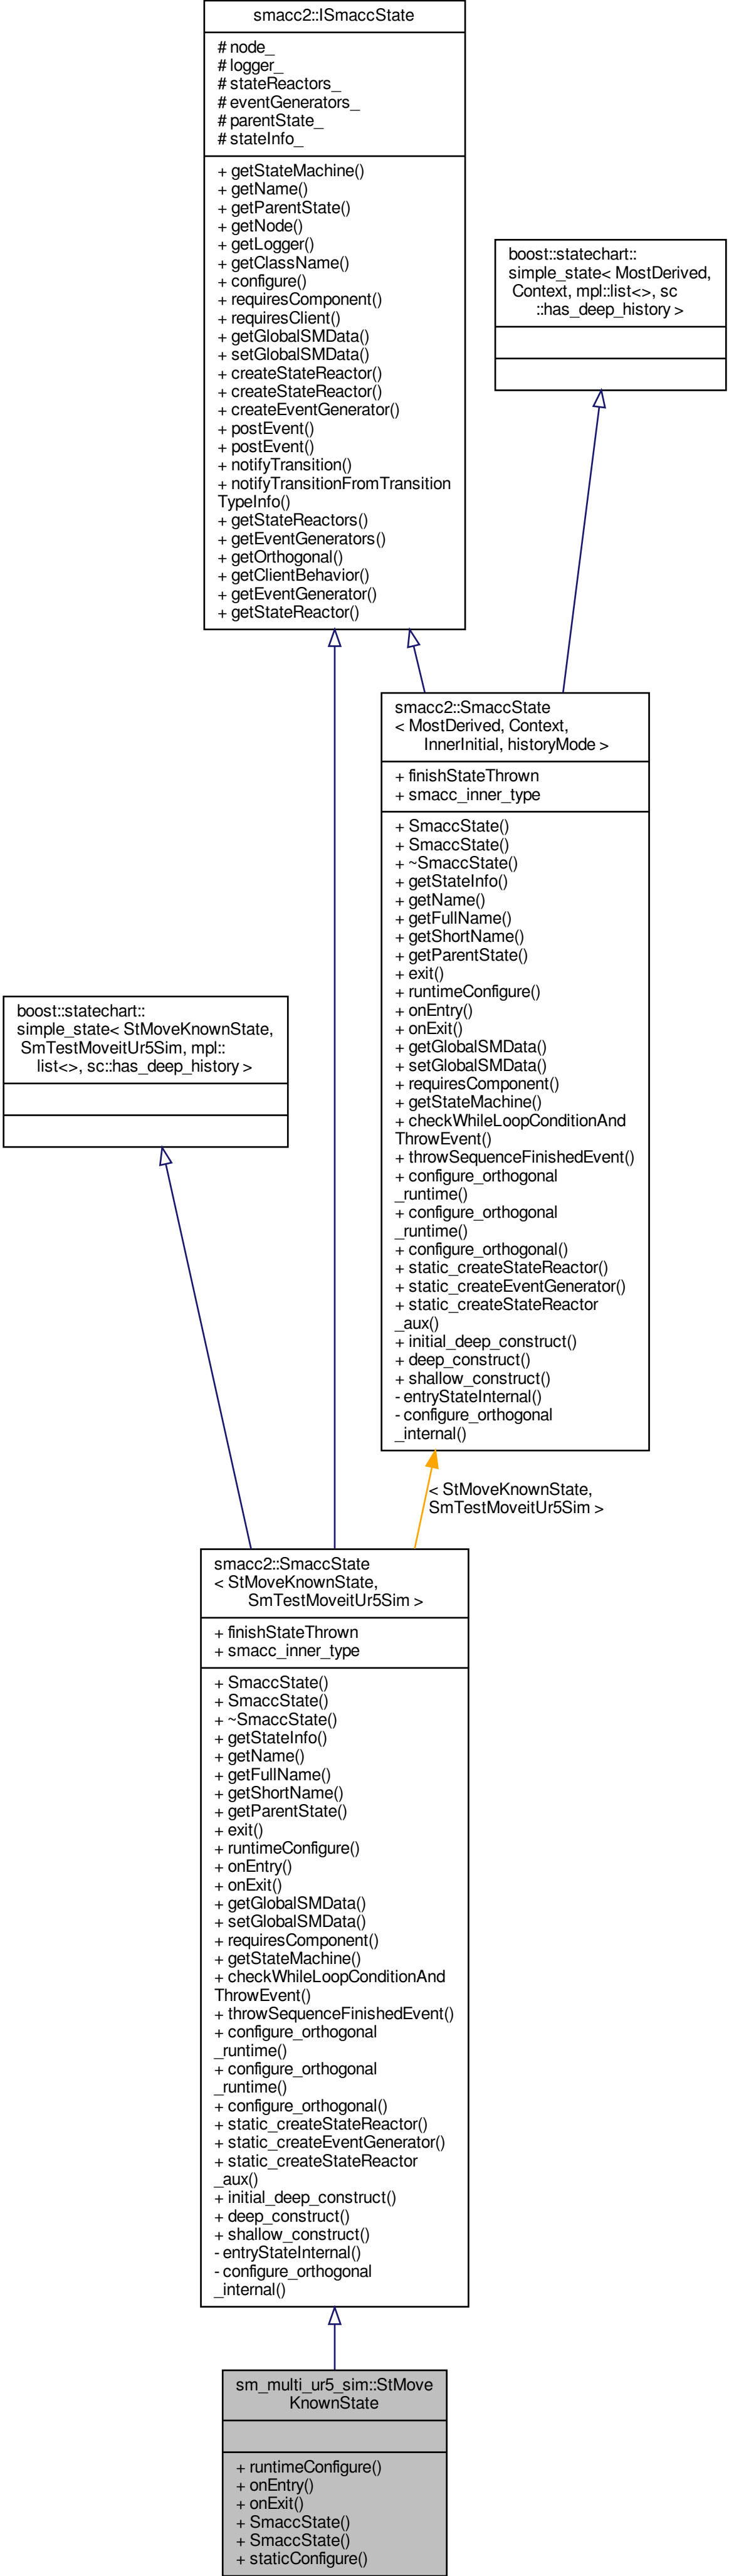 smacc2::ISmaccState
# node_
# logger_
# stateReactors_
# eventGenerators_
# parentState_
# stateInfo_
+ getStateMachine()
+ getName()
+ getParentState()
+ getNode()
+ getLogger()
+ getClassName()
+ configure()
+ requiresComponent()
+ requiresClient()
+ getGlobalSMData()
+ setGlobalSMData()
+ createStateReactor()
+ createStateReactor()
+ createEventGenerator()
+ postEvent()
+ postEvent()
+ notifyTransition()
+ notifyTransitionFromTransition
TypeInfo()
+ getStateReactors()
+ getEventGenerators()
+ getOrthogonal()
+ getClientBehavior()
+ getEventGenerator()
+ getStateReactor()
boost::statechart::
simple_state< MostDerived,
Context, mpl::list<>, sc
::has_deep_history >
smacc2::SmaccState
< MostDerived, Context,
InnerInitial, historyMode >
+ finishStateThrown
+ smacc_inner_type
+ SmaccState()
+ SmaccState()
+ ~SmaccState()
+ getStateInfo()
+ getName()
+ getFullName()
+ getShortName()
+ getParentState()
+ exit()
+ runtimeConfigure()
+ onEntry()
+ onExit()
+ getGlobalSMData()
+ setGlobalSMData()
+ requiresComponent()
+ getStateMachine()
+ checkWhileLoopConditionAnd
ThrowEvent()
+ throwSequenceFinishedEvent()
+ configure_orthogonal
_runtime()
+ configure_orthogonal
_runtime()
+ configure_orthogonal()
+ static_createStateReactor()
+ static_createEventGenerator()
+ static_createStateReactor
_aux()
+ initial_deep_construct()
+ deep_construct()
+ shallow_construct()
- entryStateInternal()
- configure_orthogonal
_internal()
boost::statechart::
simple_state< StMoveKnownState,
SmTestMoveitUr5Sim, mpl::
list<>, sc::has_deep_history >
< StMoveKnownState,
SmTestMoveitUr5Sim >
smacc2::SmaccState
< StMoveKnownState,
SmTestMoveitUr5Sim >
+ finishStateThrown
+ smacc_inner_type
+ SmaccState()
+ SmaccState()
+ ~SmaccState()
+ getStateInfo()
+ getName()
+ getFullName()
+ getShortName()
+ getParentState()
+ exit()
+ runtimeConfigure()
+ onEntry()
+ onExit()
+ getGlobalSMData()
+ setGlobalSMData()
+ requiresComponent()
+ getStateMachine()
+ checkWhileLoopConditionAnd
ThrowEvent()
+ throwSequenceFinishedEvent()
+ configure_orthogonal
_runtime()
+ configure_orthogonal
_runtime()
+ configure_orthogonal()
+ static_createStateReactor()
+ static_createEventGenerator()
+ static_createStateReactor
_aux()
+ initial_deep_construct()
+ deep_construct()
+ shallow_construct()
- entryStateInternal()
- configure_orthogonal
_internal()
sm_multi_ur5_sim::StMove
KnownState
+ runtimeConfigure()
+ onEntry()
+ onExit()
+ SmaccState()
+ SmaccState()
+ staticConfigure()